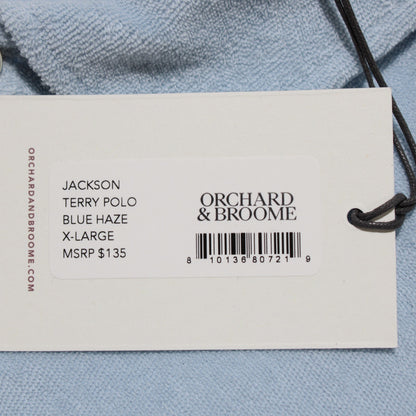 ORCHARDANDBROOME.COM
JACKSON
TERRY POLO
BLUE HAZE
X-LARGE
MSRP $135
ORCHARD
& BROOME
8 10136 80721 9